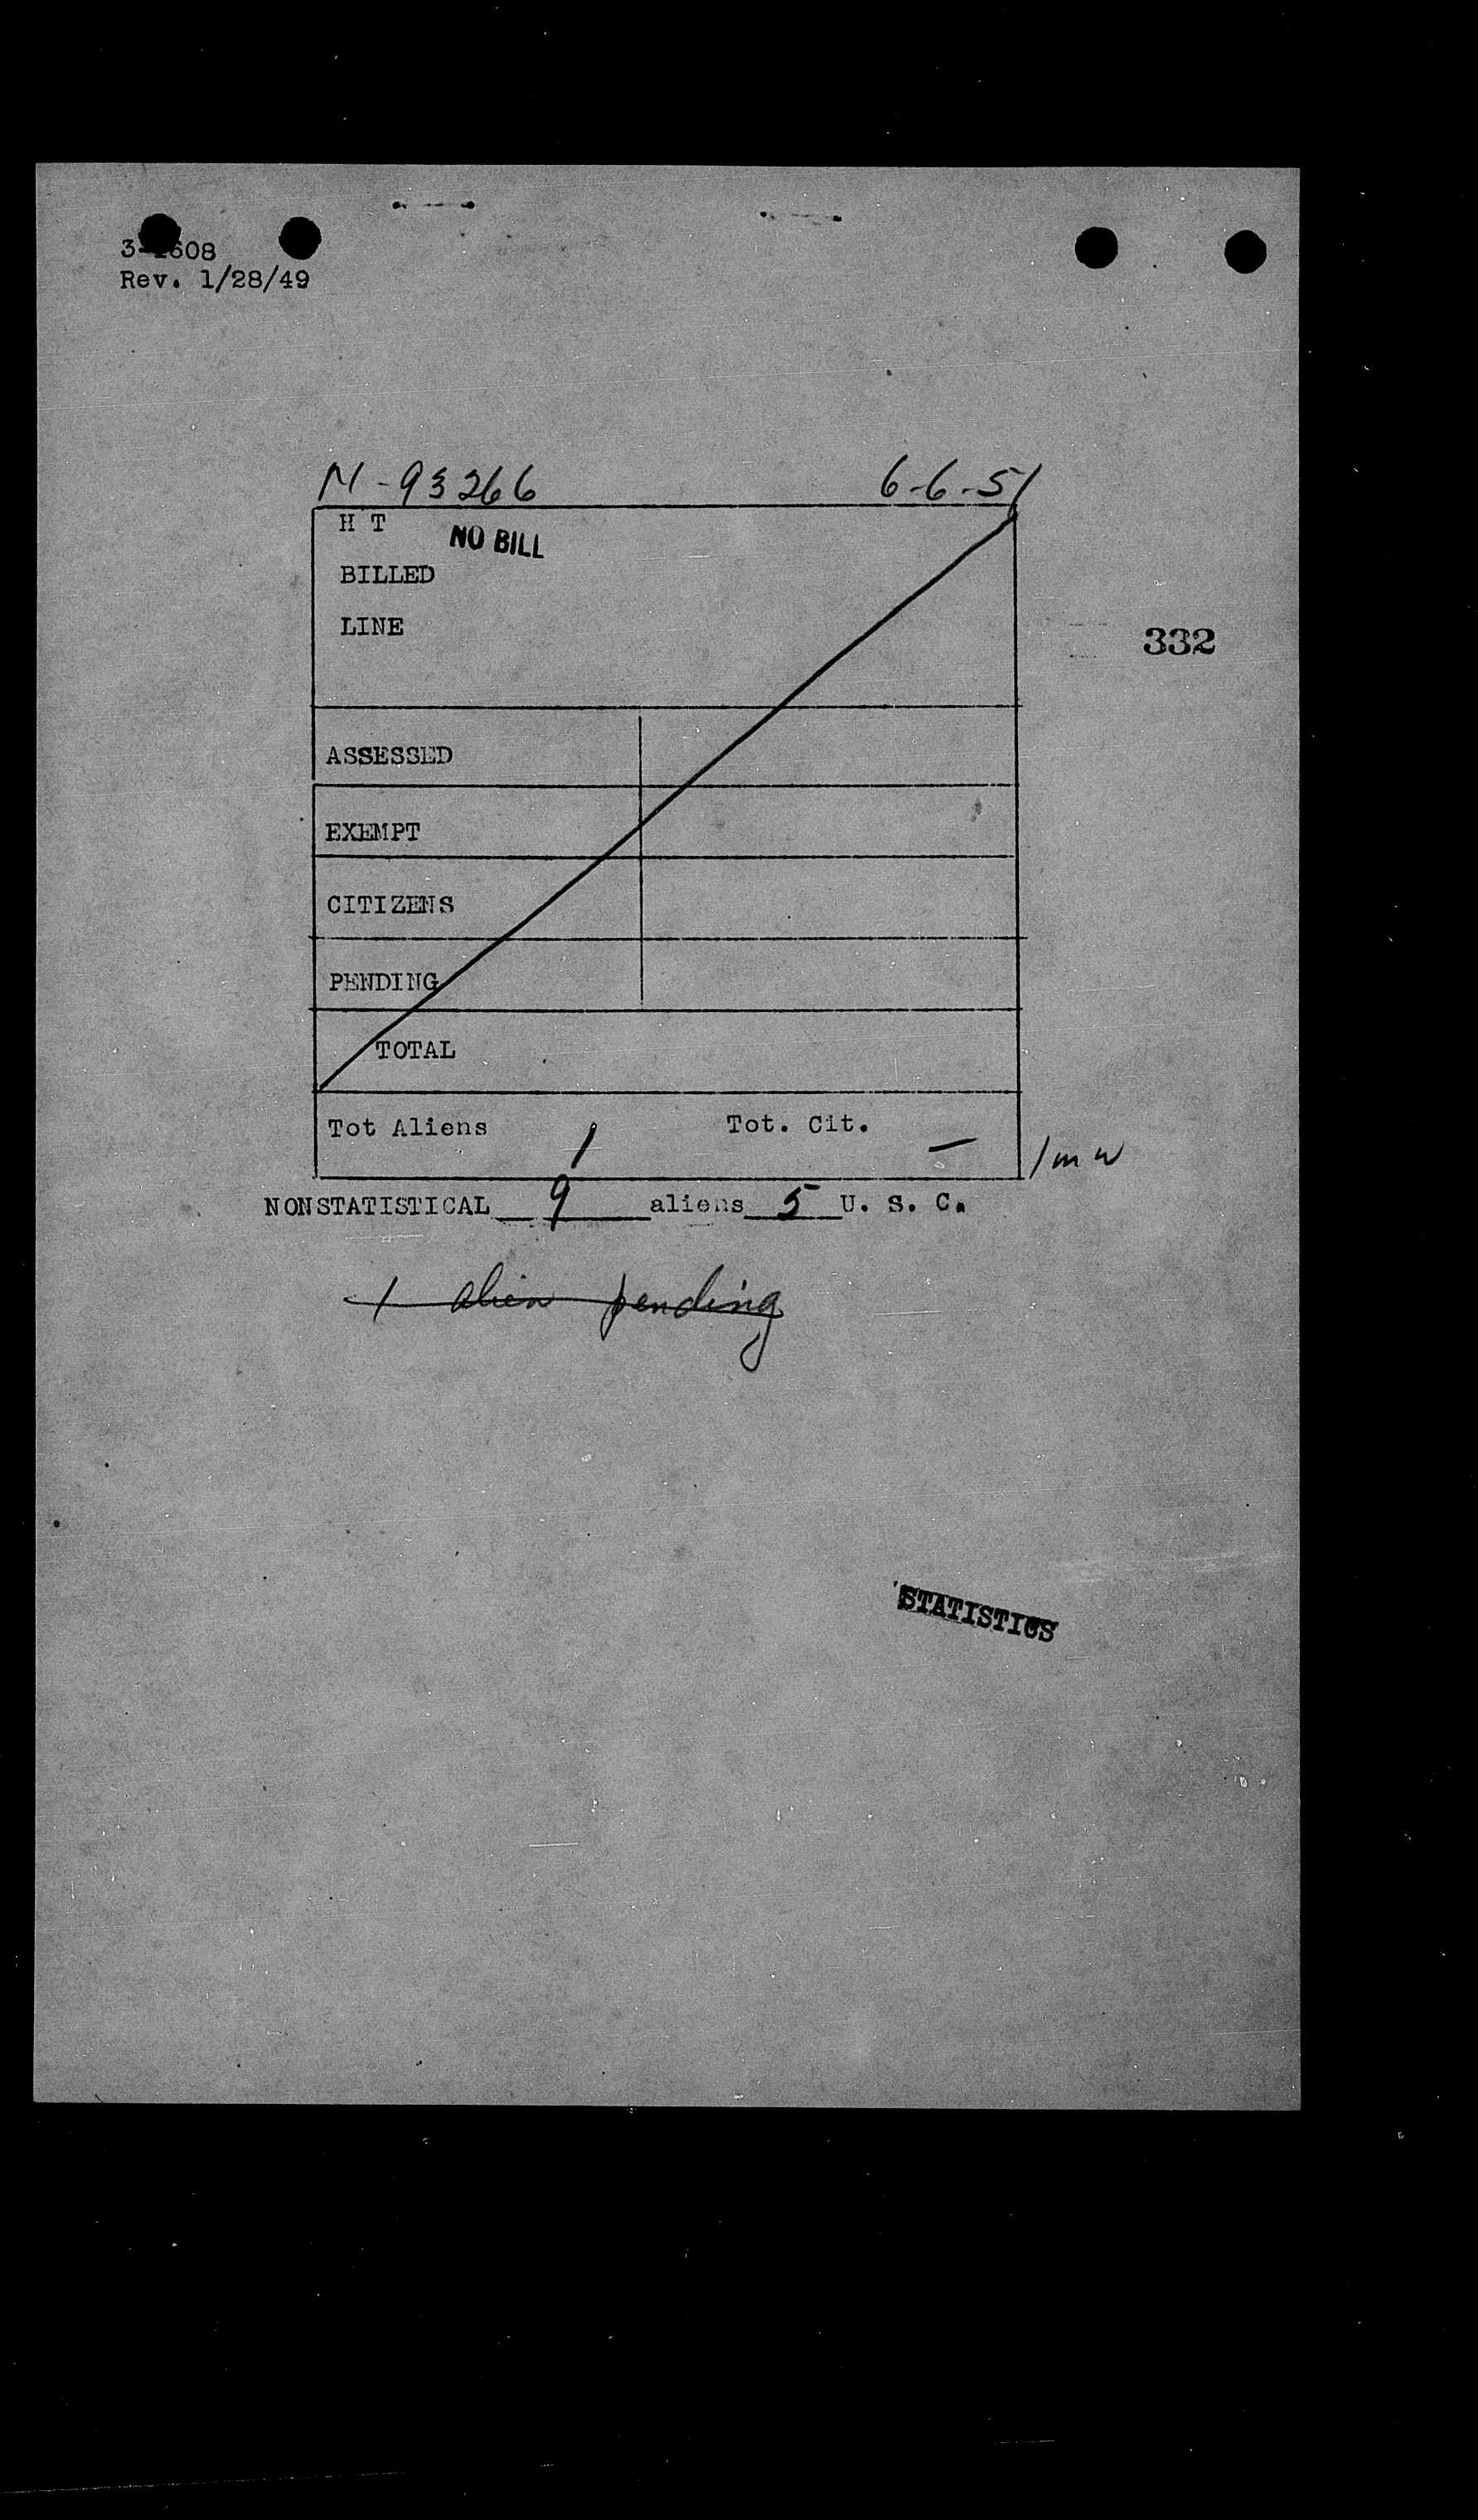 3-1608
Rev. 1/28/49
N-93266 6-6-51
H T NO BILL
BILLED
LINE
332
ASSESSED
EXEMPT
CITIZENS
PENDING
TOTAL
Tot Aliens 1 Tot. Cit. —
1mw
NONSTATISTICAL 9 aliens 5 U. S. C.
1 alien pending
STATISTICS